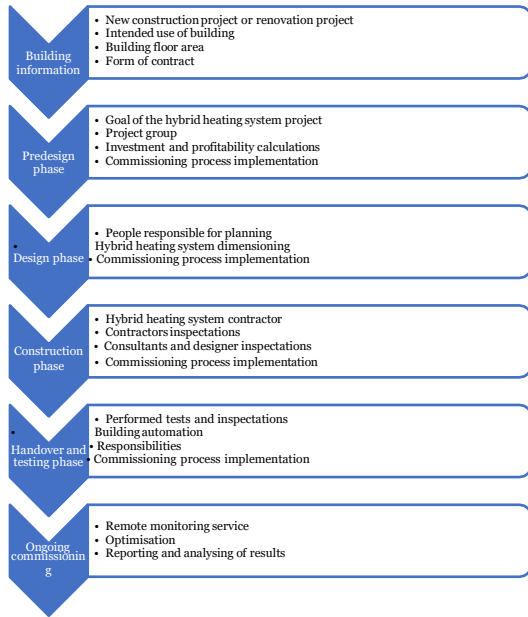 Building
information
• New construction project or renovation project
• Intended use of building
• Building floor area
• Form of contract
Predesign
phase
• Goal of the hybrid heating system project
• Project group
• Investment and profitability calculations
• Commissioning process implementation
Design phase
• People responsible for planning
• Hybrid heating system dimensioning
• Commissioning process implementation
Construction
phase
• Hybrid heating system contractor
• Contractors inspections
• Consultants and designer inspections
• Commissioning process implementation
Handover and
testing phase
• Performed tests and inspections
• Building automation
• Responsibilities
• Commissioning process implementation
Ongoing
commissionin
g
• Remote monitoring service
• Optimisation
• Reporting and analysing of results